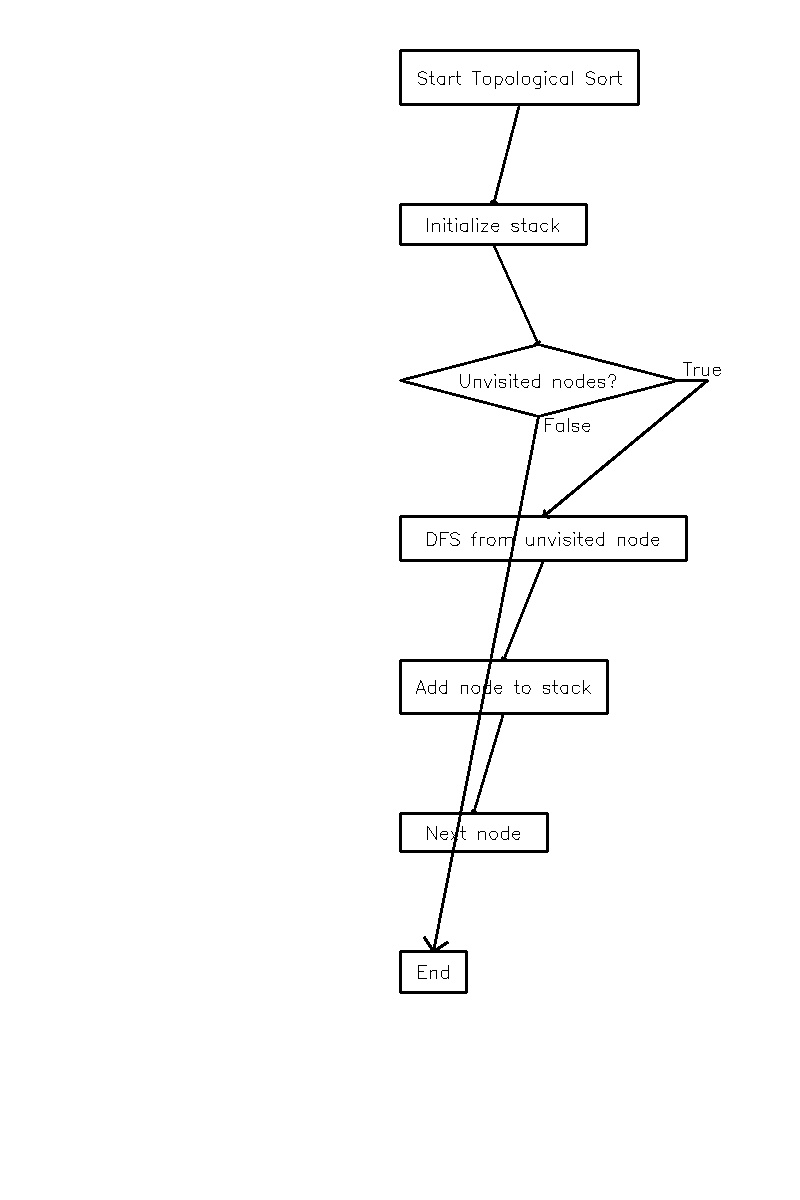 Start Topological Sort
Initialize stack
Unvisited nodes?
True
False
DFS from unvisited node
Add node to stack
Next node
End